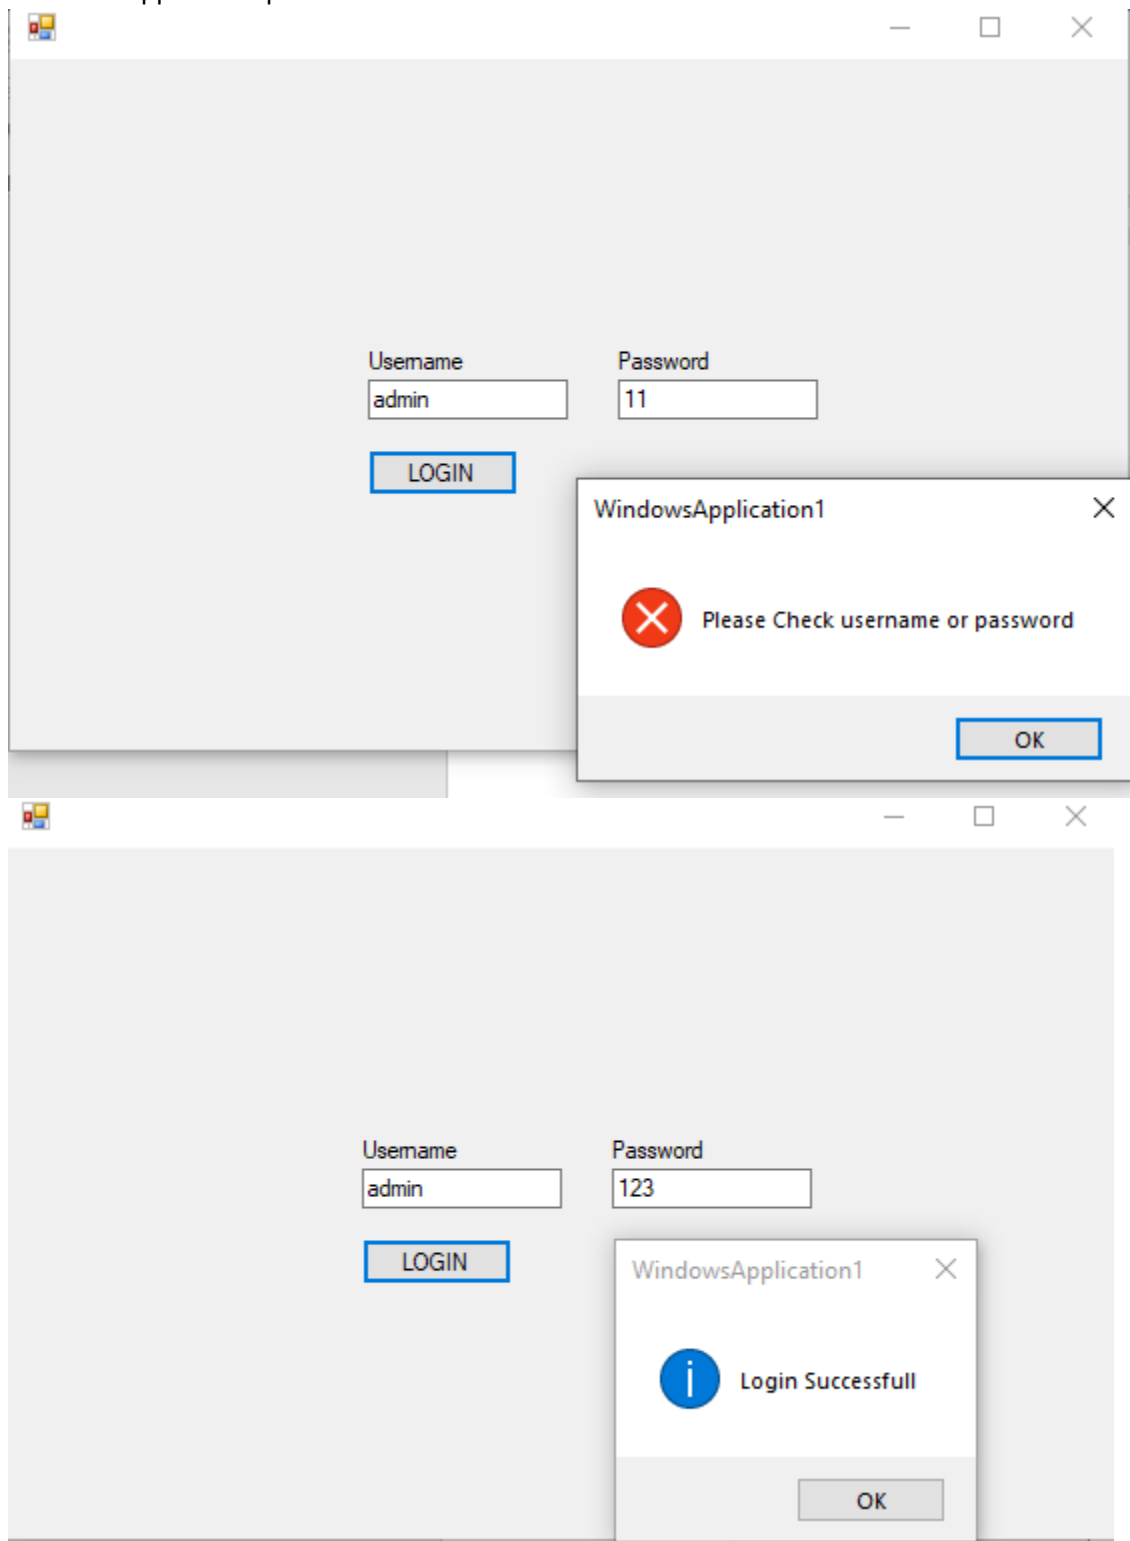 Username Password
admin 11
LOGIN
WindowsApplication1
Please Check username or password
OK
Username Password
admin 123
LOGIN
WindowsApplication1
Login Successfull
OK